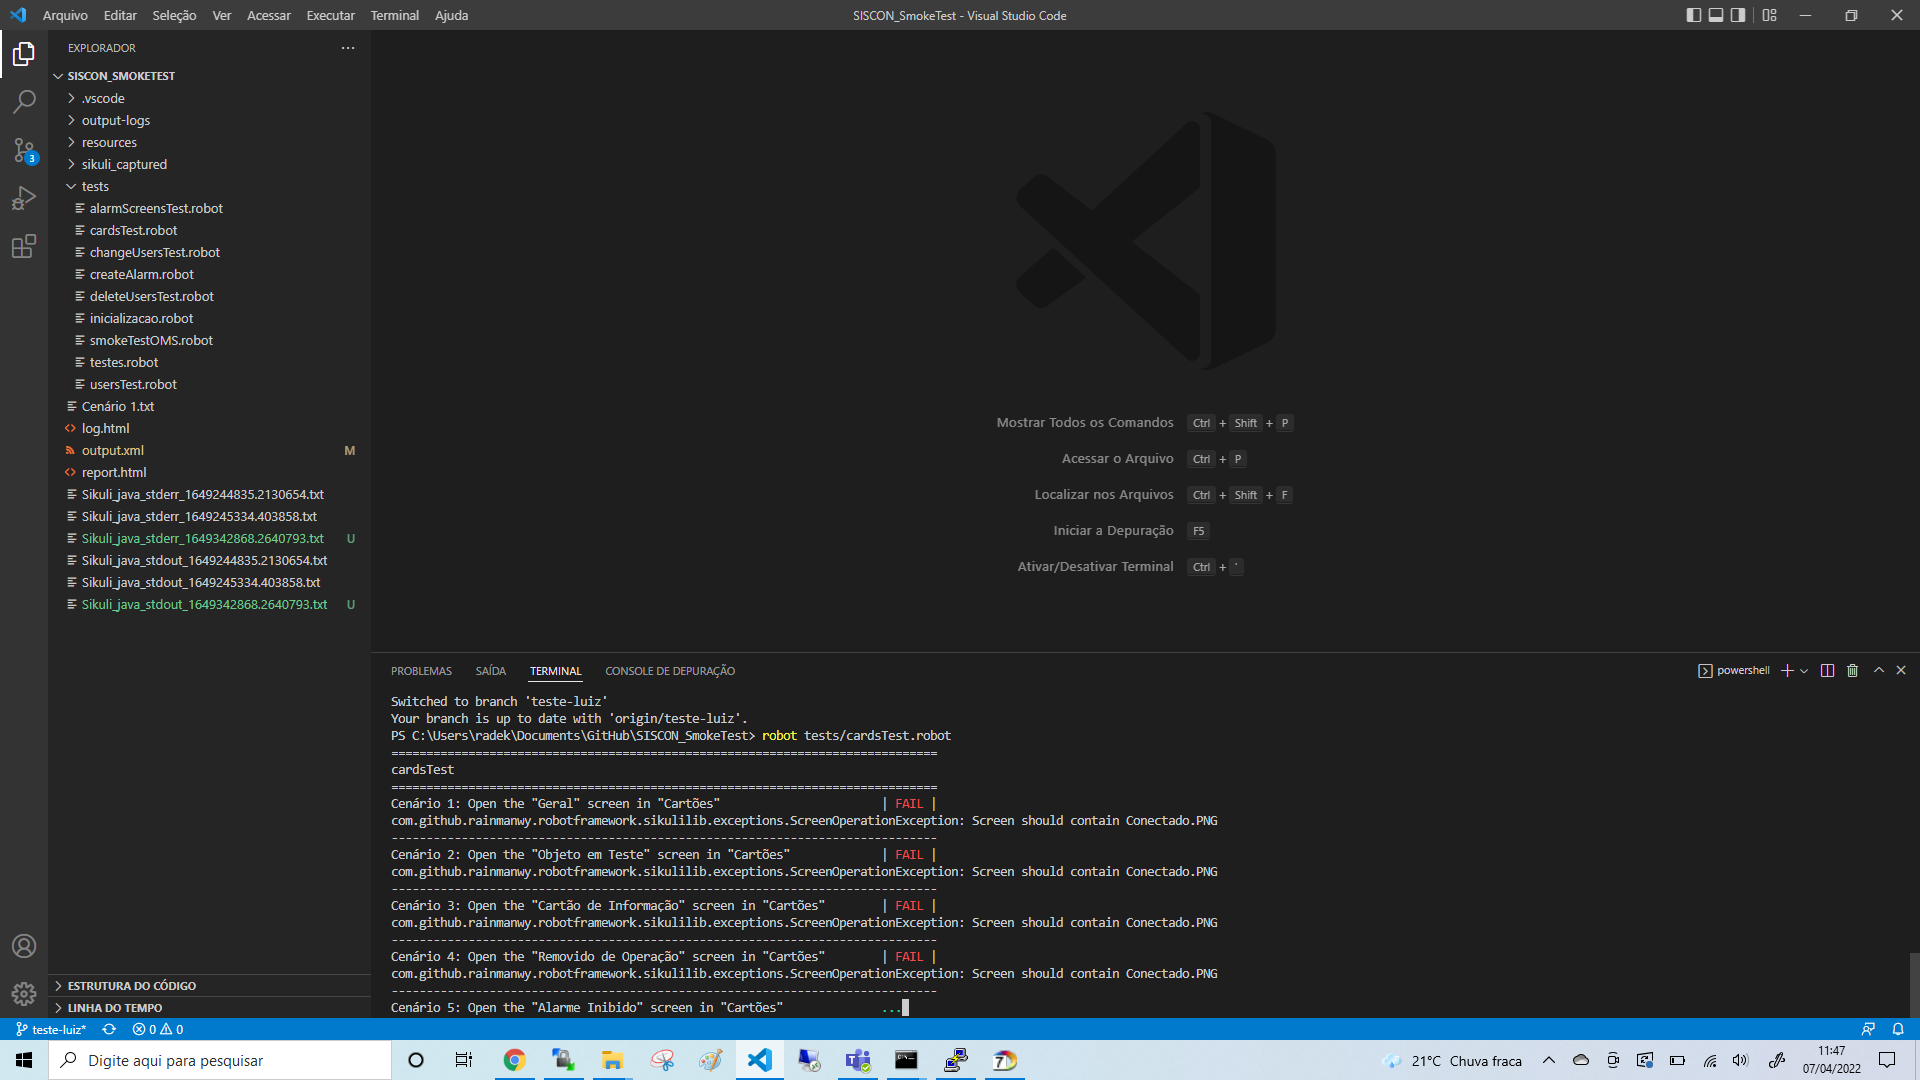 Arquivo Editar Seleção Ver Acessar Executar Terminal Ajuda
SISCON_SmokeTest - Visual Studio Code
EXPLORADOR
SISCON_SMOKETEST
.vscode
output-logs
resources
sikuli_captured
tests
alarmScreensTest.robot
cardsTest.robot
changeUsersTest.robot
createAlarm.robot
deleteUsersTest.robot
inicializacao.robot
smokeTestOMS.robot
testes.robot
usersTest.robot
Cenário 1.txt
log.html
output.xml M
report.html
Sikuli_java_stderr_1649244835.2130654.txt
Sikuli_java_stderr_1649245334.403858.txt
Sikuli_java_stderr_1649342868.2640793.txt U
Sikuli_java_stdout_1649244835.2130654.txt
Sikuli_java_stdout_1649245334.403858.txt
Sikuli_java_stdout_1649342868.2640793.txt U
ESTRUTURA DO CÓDIGO
LINHA DO TEMPO
3
Mostrar Todos os Comandos Ctrl + Shift + P
Acessar o Arquivo Ctrl + P
Localizar nos Arquivos Ctrl + Shift + F
Iniciar a Depuração F5
Ativar/Desativar Terminal Ctrl + `
PROBLEMAS SAÍDA TERMINAL CONSOLE DE DEPURAÇÃO
powershell
Switched to branch 'teste-luiz'
Your branch is up to date with 'origin/teste-luiz'.
PS C:\Users\radek\Documents\GitHub\SISCON_SmokeTest> robot tests/cardsTest.robot
==============================================================================
cardsTest
==============================================================================
Cenário 1: Open the "Geral" screen in "Cartões" | FAIL |
com.github.rainmanwy.robotframework.sikulilib.exceptions.ScreenOperationException: Screen should contain Conectado.PNG
------------------------------------------------------------------------------
Cenário 2: Open the "Objeto em Teste" screen in "Cartões" | FAIL |
com.github.rainmanwy.robotframework.sikulilib.exceptions.ScreenOperationException: Screen should contain Conectado.PNG
------------------------------------------------------------------------------
Cenário 3: Open the "Cartão de Informação" screen in "Cartões" | FAIL |
com.github.rainmanwy.robotframework.sikulilib.exceptions.ScreenOperationException: Screen should contain Conectado.PNG
------------------------------------------------------------------------------
Cenário 4: Open the "Removido de Operação" screen in "Cartões" | FAIL |
com.github.rainmanwy.robotframework.sikulilib.exceptions.ScreenOperationException: Screen should contain Conectado.PNG
------------------------------------------------------------------------------
Cenário 5: Open the "Alarme Inibido" screen in "Cartões" ...
teste-luiz* 0 0
Digite aqui para pesquisar
7
21°C Chuva fraca
11:47
07/04/2022